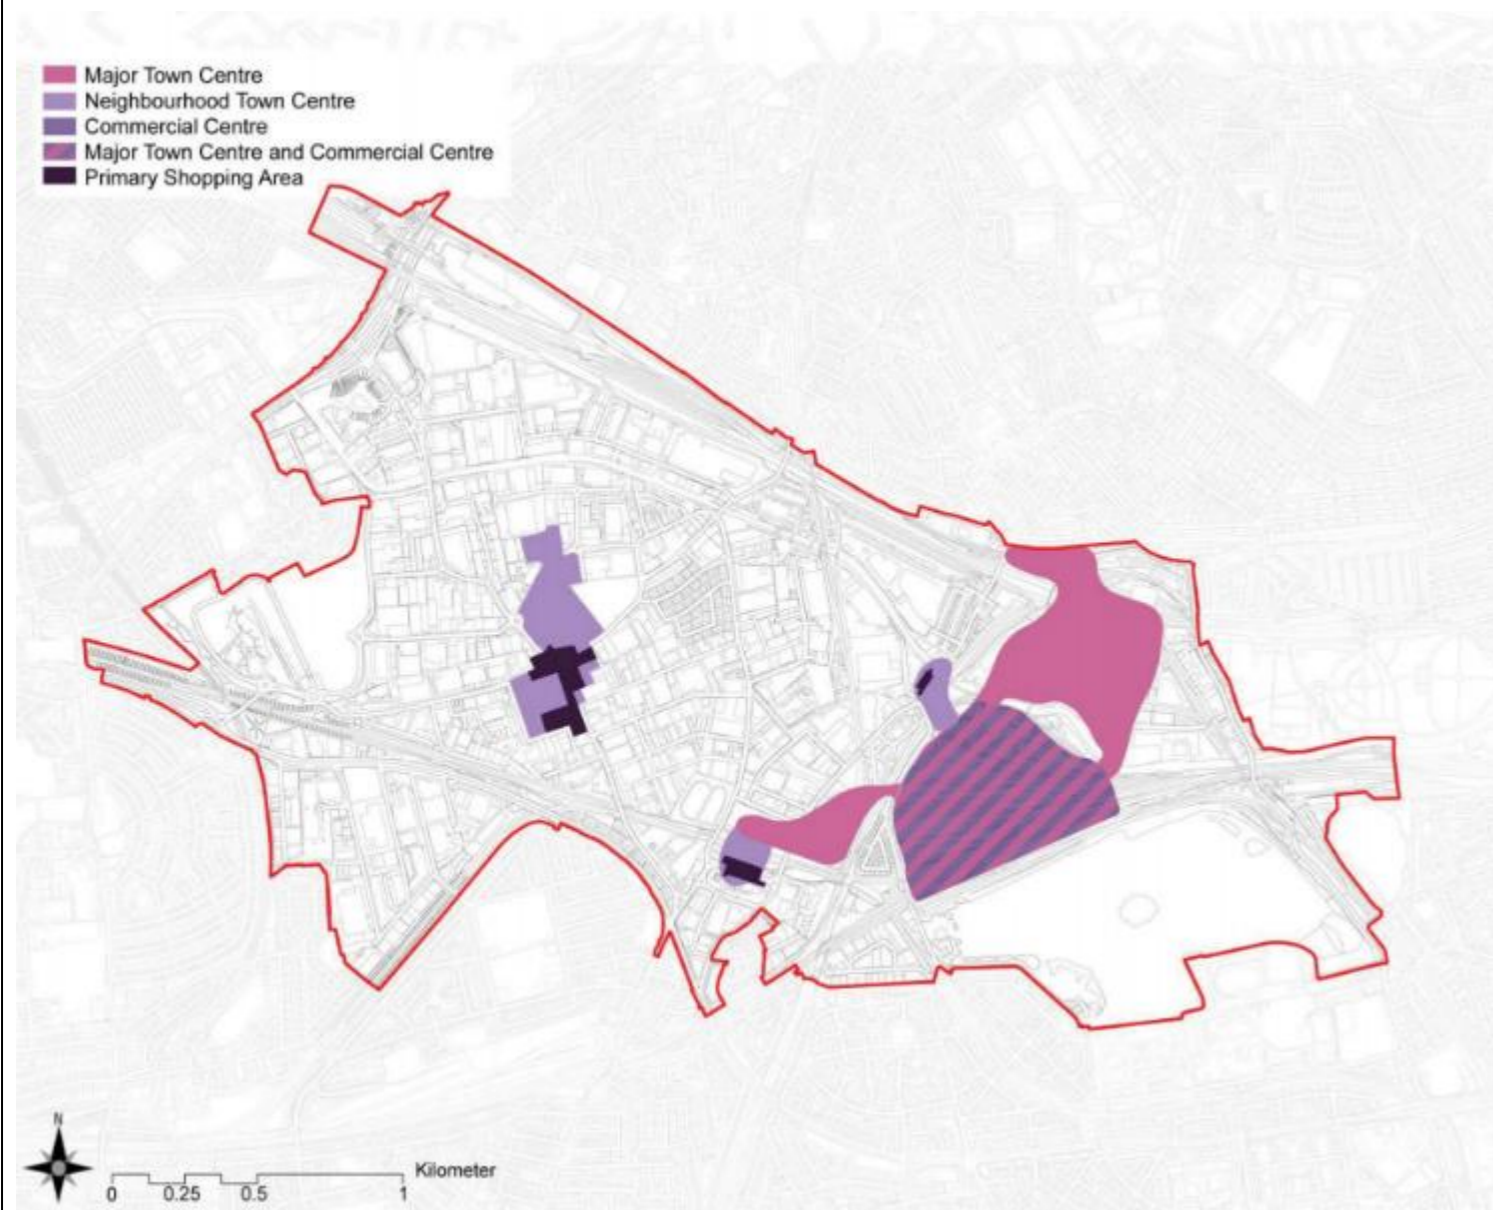 Major Town Centre
Neighbourhood Town Centre
Commercial Centre
Major Town Centre and Commercial Centre
Primary Shopping Area
N
Kilometer
0 0.25 0.5 1